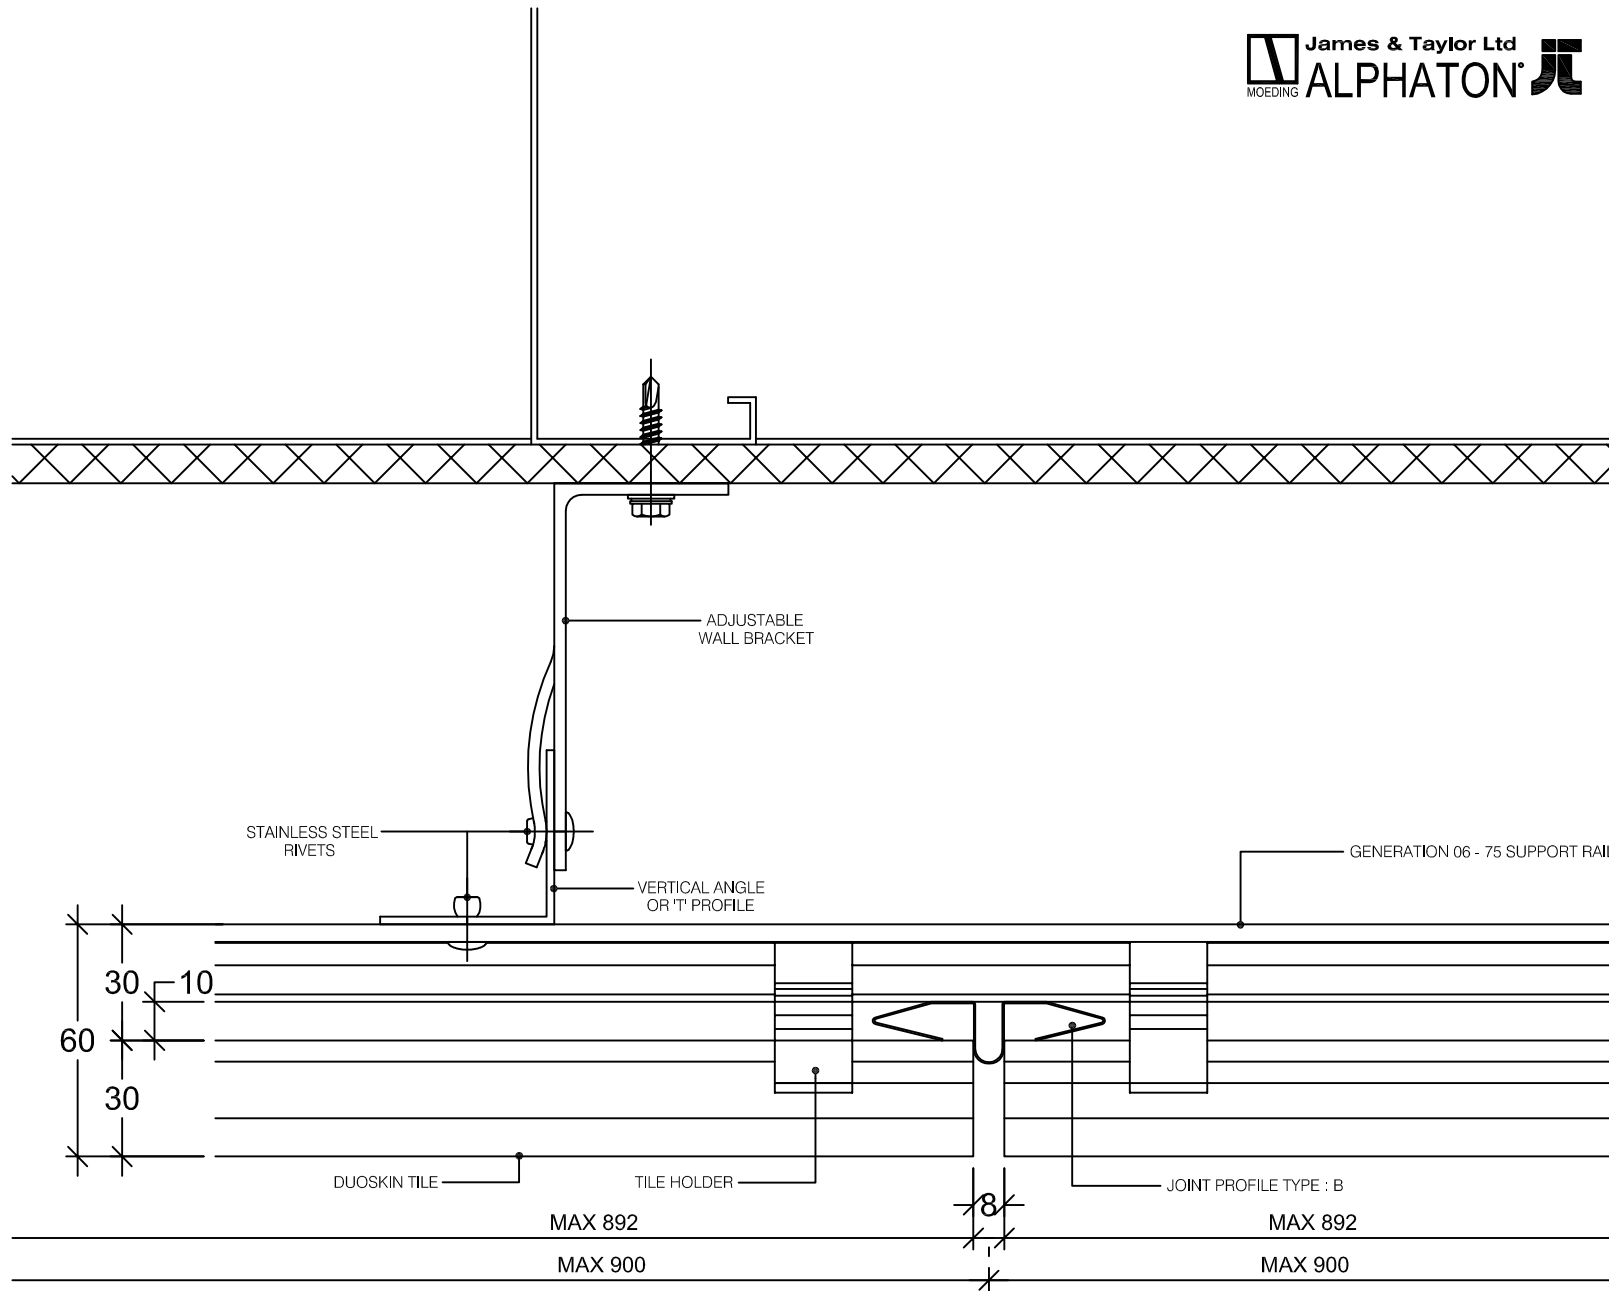 James & Taylor Ltd
MOEDING
ALPHATON®
ADJUSTABLE
WALL BRACKET
STAINLESS STEEL
RIVETS
GENERATION 06 - 75 SUPPORT RAIL
VERTICAL ANGLE
OR 'T' PROFILE
30
10
60
30
DUOSKIN TILE
TILE HOLDER
JOINT PROFILE TYPE : B
8
MAX 892
MAX 892
MAX 900
MAX 900